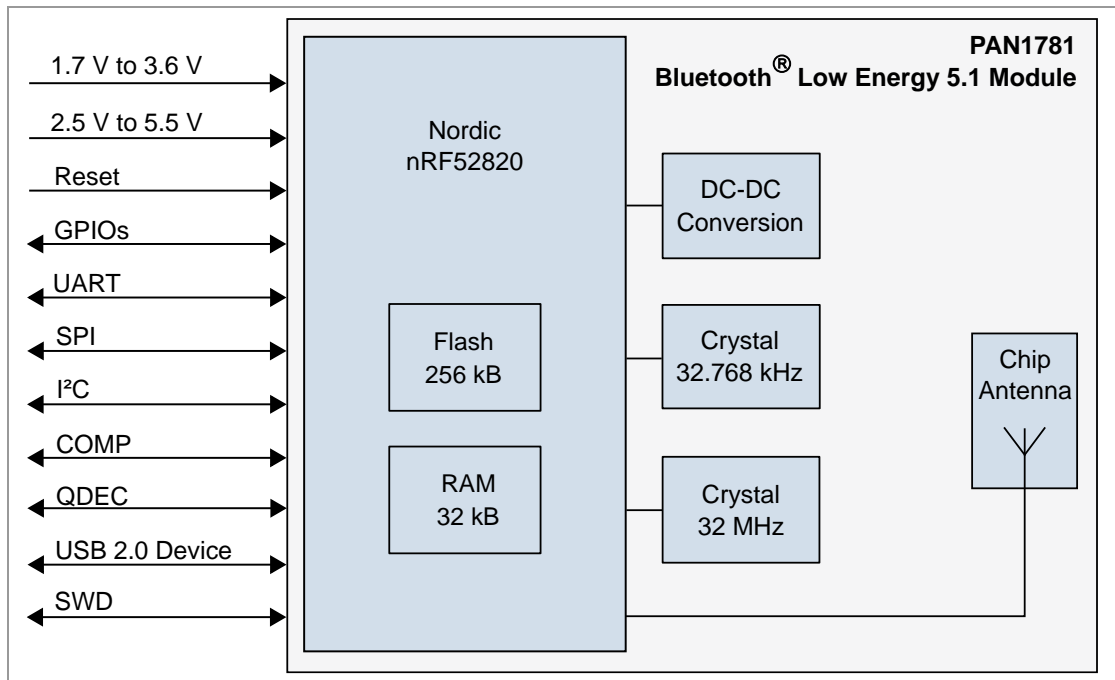 PAN1781
Bluetooth® Low Energy 5.1 Module
1.7 V to 3.6 V
2.5 V to 5.5 V
Reset
GPIOs
UART
SPI
I²C
COMP
QDEC
USB 2.0 Device
SWD
Nordic
nRF52820
Flash
256 kB
RAM
32 kB
DC-DC
Conversion
Crystal
32.768 kHz
Crystal
32 MHz
Chip
Antenna